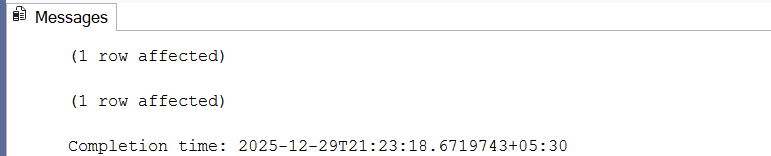 Messages
(1 row affected)
(1 row affected)
Completion time: 2025-12-29T21:23:18.6719743+05:30